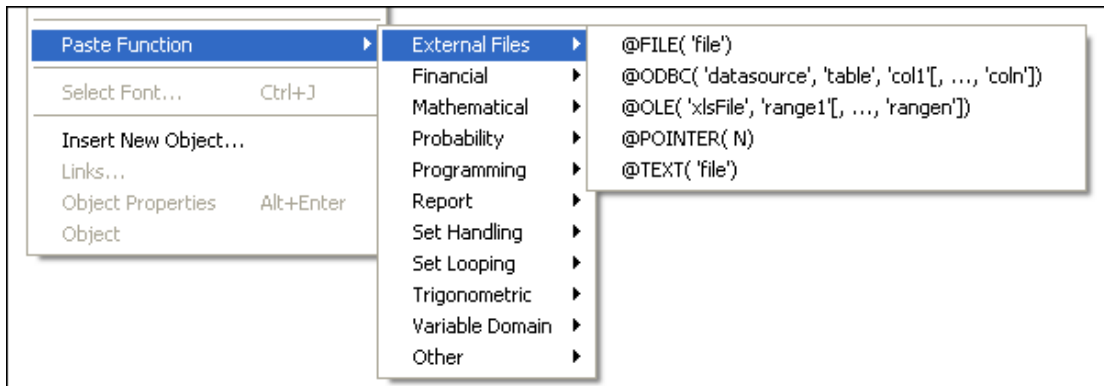 Paste Function
Select Font... Ctrl+J
Insert New Object...
Links...
Object Properties Alt+Enter
Object
External Files
Financial
Mathematical
Probability
Programming
Report
Set Handling
Set Looping
Trigonometric
Variable Domain
Other
@FILE( 'file')
@ODBC( 'datasource', 'table', 'col1'[, ..., 'coln'])
@OLE( 'xlsFile', 'range1'[, ..., 'rangen'])
@POINTER( N)
@TEXT( 'file')